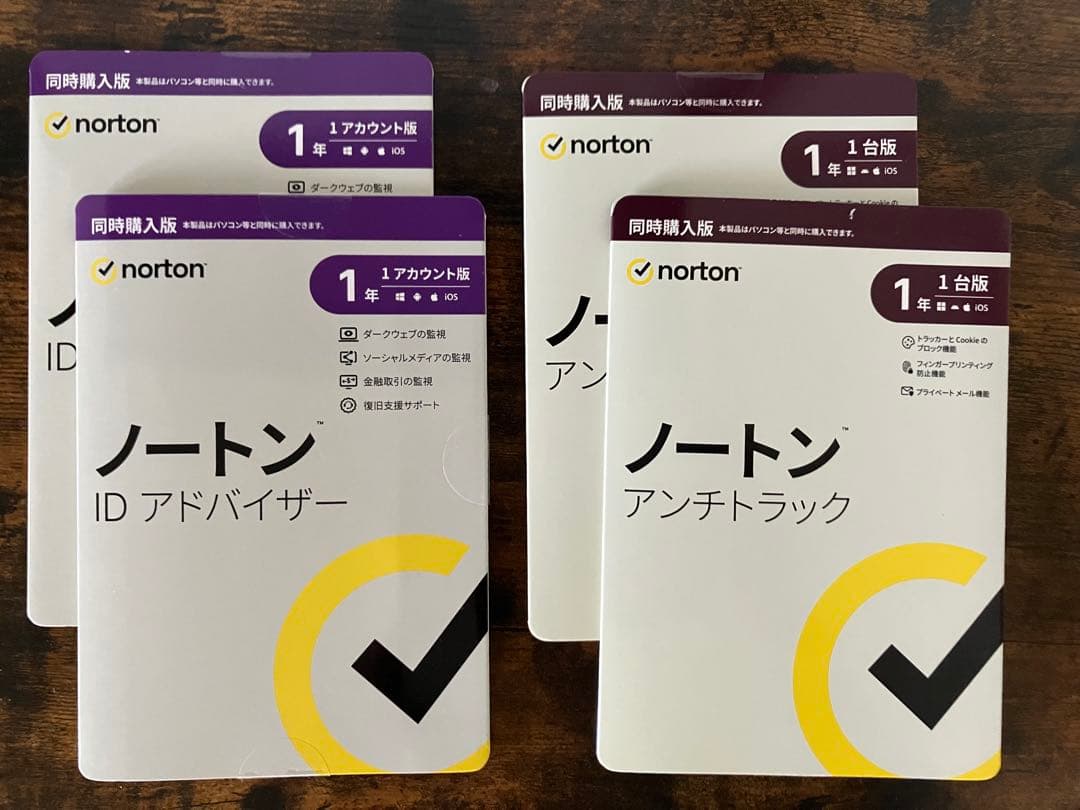 同時購入版 本製品はパソコン等と同時に購入できます。
norton
1年 1 アカウント版
iOS
ダークウェブの監視
ID
同時購入版 本製品はパソコン等と同時に購入できます。
norton
1年 1 アカウント版
iOS
ダークウェブの監視
ソーシャルメディアの監視
金融取引の監視
復旧支援サポート
ノートン™
ID アドバイザー
同時購入版 本製品はパソコン等と同時に購入できます。
norton
1年 1 台版
iOS
アン
同時購入版 本製品はパソコン等と同時に購入できます。
norton
1年 1 台版
iOS
トラッカーと Cookie の
ブロック機能
フィンガープリンティング
防止機能
プライベート メール機能
ノートン™
アンチトラック